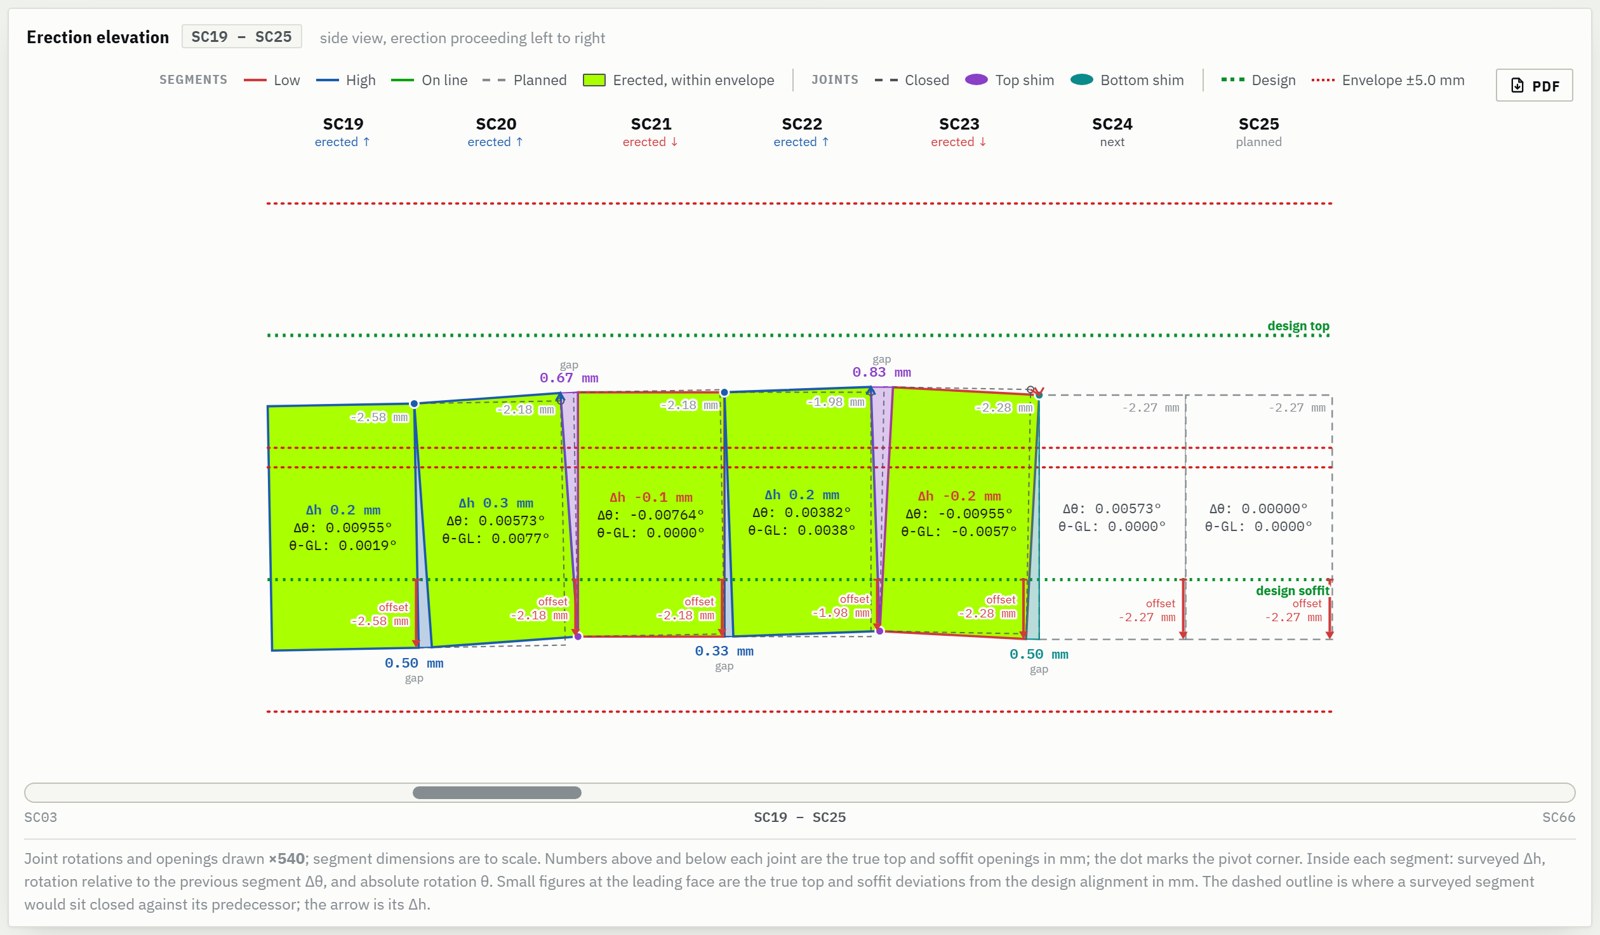 Erection elevation SC19 – SC25 side view, erection proceeding left to right
SEGMENTS Low High On line Planned Erected, within envelope JOINTS Closed Top shim Bottom shim Design Envelope ±5.0 mm PDF
SC19 SC20 SC21 SC22 SC23 SC24 SC25
erected ↑ erected ↑ erected ↓ erected ↑ erected ↓ next planned
design top
gap gap
0.67 mm 0.83 mm
-2.58 mm -2.18 mm -2.18 mm -1.98 mm -2.28 mm -2.27 mm -2.27 mm
Δh 0.2 mm Δh 0.3 mm Δh -0.1 mm Δh 0.2 mm Δh -0.2 mm
Δθ: 0.00955° Δθ: 0.00573° Δθ: -0.00764° Δθ: 0.00382° Δθ: -0.00955° Δθ: 0.00573° Δθ: 0.00000°
θ-GL: 0.0019° θ-GL: 0.0077° θ-GL: 0.0000° θ-GL: 0.0038° θ-GL: -0.0057° θ-GL: 0.0000° θ-GL: 0.0000°
design soffit
offset offset offset offset offset offset offset
-2.58 mm -2.18 mm -2.18 mm -1.98 mm -2.28 mm -2.27 mm -2.27 mm
0.50 mm 0.33 mm 0.50 mm
gap gap gap
SC03 SC19 – SC25 SC66
Joint rotations and openings drawn ×540; segment dimensions are to scale. Numbers above and below each joint are the true top and soffit openings in mm; the dot marks the pivot corner. Inside each segment: surveyed Δh,
rotation relative to the previous segment Δθ, and absolute rotation θ. Small figures at the leading face are the true top and soffit deviations from the design alignment in mm. The dashed outline is where a surveyed segment
would sit closed against its predecessor; the arrow is its Δh.